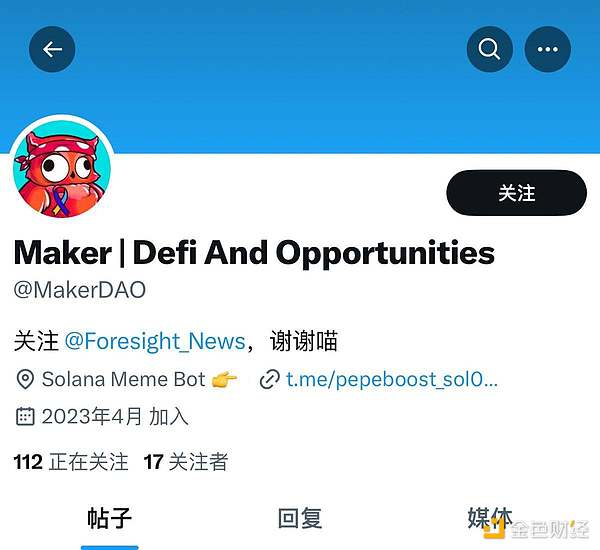 关注
Maker | Defi And Opportunities
@MakerDAO
关注 @Foresight_News，谢谢喵
Solana Meme Bot 👉 t.me/pepeboost_sol0...
2023年4月 加入
112 正在关注 17 关注者
帖子 回复 媒体
金色财经